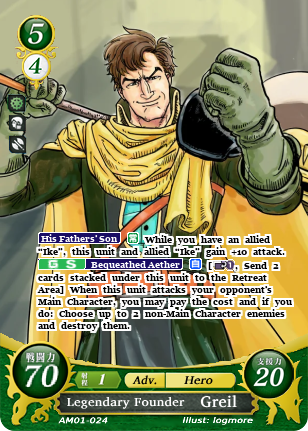 5
4
His Fathers' Son 常 While you have an allied
"Ike", this unit and allied "Ike" gain +10 attack.
G S Bequeathed Aether 自 [ , Send 2
cards stacked under this unit to the Retreat
Area] When this unit attacks your opponent's
Main Character, you may pay the cost and if you
do: Choose up to 2 non-Main Character enemies
and destroy them.
戦闘力 70 射程 1 Adv. Hero 支援力 20
Legendary Founder Greil
AM01-024 Illust: logmore